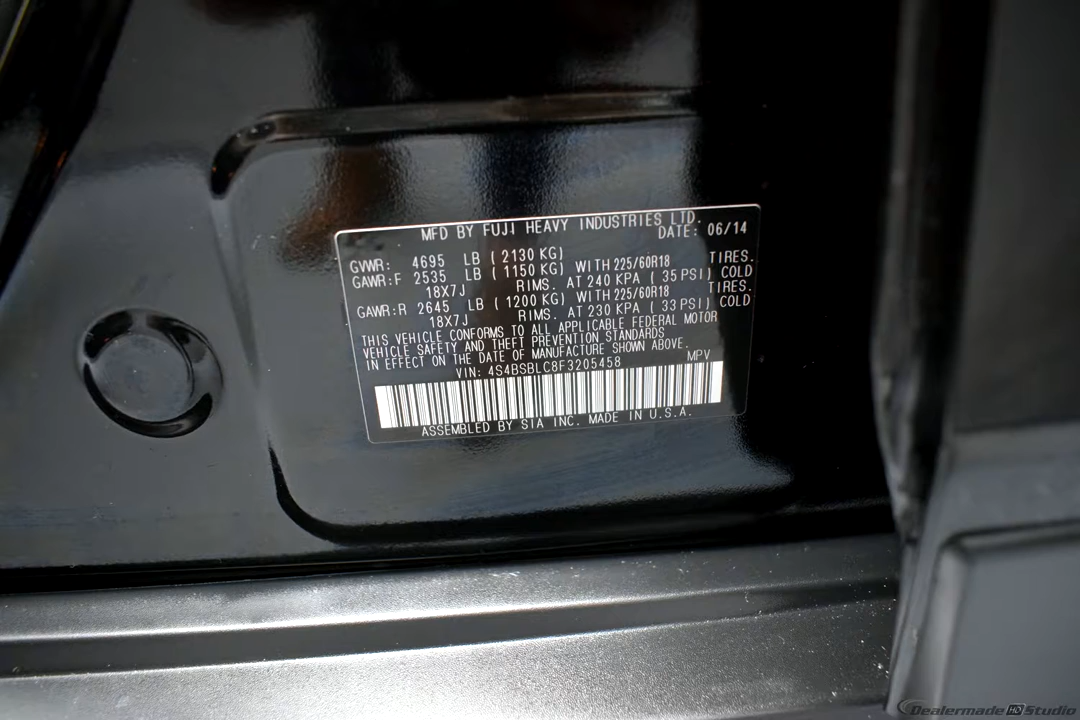 MFD BY FUJI HEAVY INDUSTRIES LTD.
DATE: 06/14
GVWR: 4695 LB ( 2130 KG)
GAWR:F 2535 LB ( 1150 KG) WITH 225/60R18 TIRES.
18X7J RIMS. AT 240 KPA ( 35 PSI) COLD
GAWR:R 2645 LB ( 1200 KG) WITH 225/60R18 TIRES.
18X7J RIMS. AT 230 KPA ( 33 PSI) COLD
THIS VEHICLE CONFORMS TO ALL APPLICABLE FEDERAL MOTOR
VEHICLE SAFETY AND THEFT PREVENTION STANDARDS
IN EFFECT ON THE DATE OF MANUFACTURE SHOWN ABOVE.
VIN: 4S4BSBLC8F3205458 MPV
ASSEMBLED BY SIA INC. MADE IN U.S.A.
Dealermade HD Studio